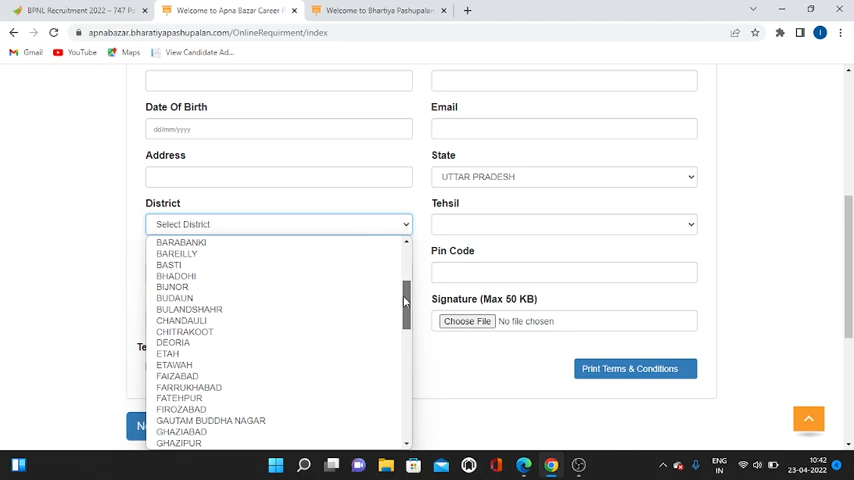 BPNL Recruitment 2022 – 747 Po
Welcome to Apna Bazar Career P
Welcome to Bhartiya Pashupalan
apnabazar.bharatiyapashupalan.com/OnlineRequirment/index
Gmail
YouTube
Maps
View Candidate Ad...
Date Of Birth
Email
dd/mm/yyyy
Address
State
UTTAR PRADESH
District
Tehsil
Select District
BARABANKI
BAREILLY
BASTI
BHADOHI
BIJNOR
BUDAUN
BULANDSHAHR
CHANDAULI
CHITRAKOOT
DEORIA
ETAH
ETAWAH
FAIZABAD
FARRUKHABAD
FATEHPUR
FIROZABAD
GAUTAM BUDDHA NAGAR
GHAZIABAD
GHAZIPUR
Pin Code
Signature (Max 50 KB)
Choose File No file chosen
Te
Print Terms & Conditions
ENG
IN
10:42
23-04-2022